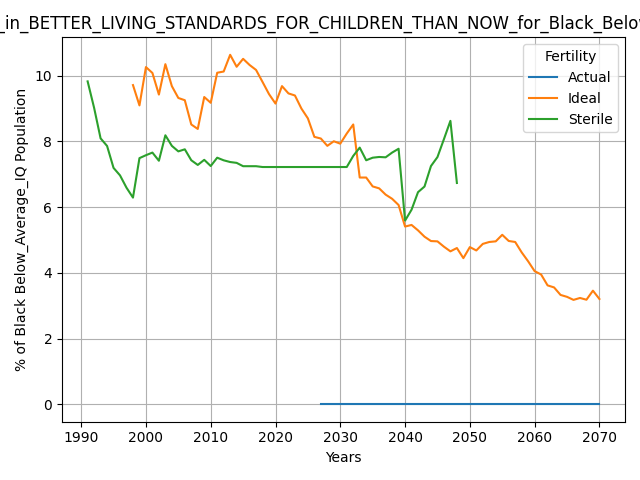 _in_BETTER_LIVING_STANDARDS_FOR_CHILDREN_THAN_NOW_for_Black_Below
Fertility
Actual
Ideal
Sterile
% of Black Below_Average_IQ Population
10
8
6
4
2
0
1990 2000 2010 2020 2030 2040 2050 2060 2070
Years